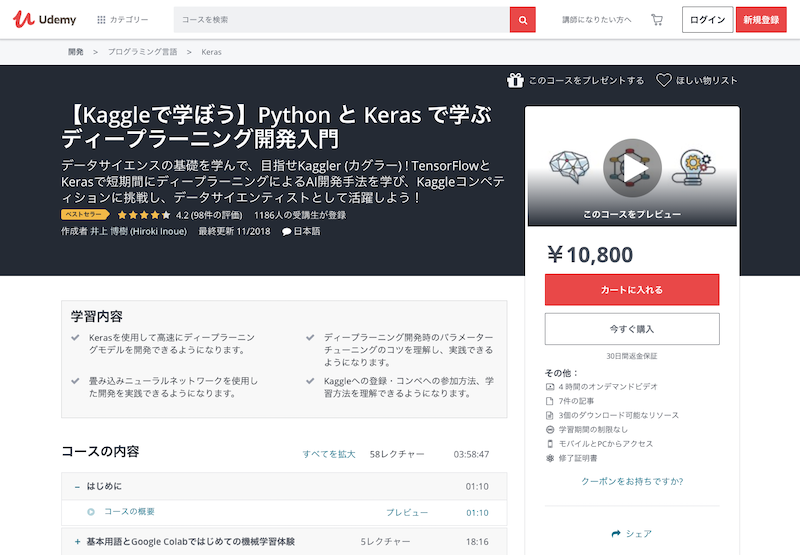 Udemy
カテゴリー
コースを検索
講師になりたい方へ
ログイン
新規登録
開発 > プログラミング言語 > Keras
このコースをプレゼントする
ほしい物リスト
【Kaggleで学ぼう】Python と Keras で学ぶ
ディープラーニング開発入門
データサイエンスの基礎を学んで、目指せKaggler (カグラー) ! TensorFlowと
Kerasで短期間にディープラーニングによるAI開発手法を学び、Kaggleコンペテ
ィションに挑戦し、データサイエンティストとして活躍しよう！
ベストセラー 4.2 (98件の評価) 1186人の受講生が登録
作成者 井上 博樹 (Hiroki Inoue) 最終更新 11/2018 日本語
このコースをプレビュー
￥10,800
カートに入れる
今すぐ購入
30日間返金保証
その他：
4 時間のオンデマンドビデオ
7件の記事
3個のダウンロード可能なリソース
学習期間の制限なし
モバイルとPCからアクセス
修了証明書
クーポンをお持ちですか?
シェア
学習内容
Kerasを使用して高速にディープラーニン
グモデルを開発できるようになります。
ディープラーニング開発時のパラメーター
チューニングのコツを理解し、実践できる
ようになります。
畳み込みニューラルネットワークを使用し
た開発を実践できるようになります。
Kaggleへの登録・コンペへの参加方法、学
習方法を理解できるようになります。
コースの内容
すべてを拡大 58レクチャー 03:58:47
– はじめに 01:10
コースの概要 プレビュー 01:10
+ 基本用語とGoogle Colabではじめての機械学習体験 5レクチャー 18:16